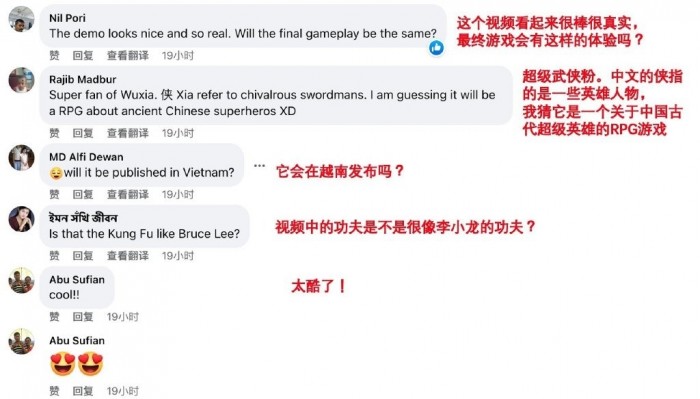 Nil Pori
The demo looks nice and so real. Will the final gameplay be the same?
赞 回复 查看翻译 19小时
这个视频看起来很棒很真实，
最终游戏会有这样的体验吗？
Rajib Madbur
Super fan of Wuxia. 侠 Xia refer to chivalrous swordmans. I am guessing it will
be a RPG about ancient Chinese superheros XD
赞 回复 查看翻译 19小时
超级武侠粉。中文的侠指
的是一些英雄人物，
我猜它是一个关于中国古
代超级英雄的RPG游戏
MD Alfi Dewan
😌will it be published in Vietnam?
赞 回复 查看翻译 19小时
它会在越南发布吗？
ইমন সঁথি জীবন
Is that the Kung Fu like Bruce Lee?
赞 回复 查看翻译 19小时
视频中的功夫是不是很像李小龙的功夫？
Abu Sufian
cool!!
赞 回复 19小时
太酷了！
Abu Sufian
😍😍
赞 回复 19小时